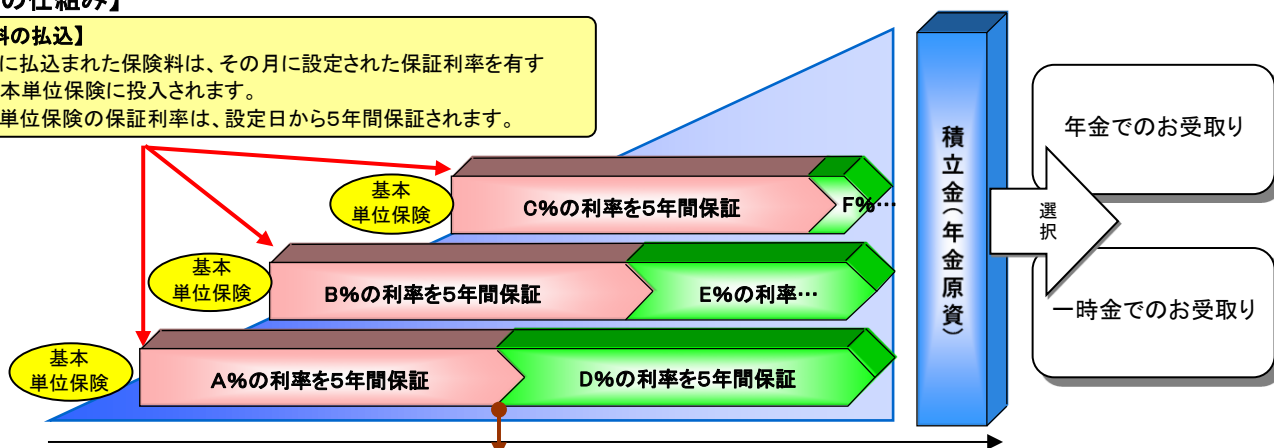 の仕組み】
料の払込】
に払込まれた保険料は、その月に設定された保証利率を有す
本単位保険に投入されます。
単位保険の保証利率は、設定日から5年間保証されます。
基本
単位保険
C%の利率を5年間保証
F%…
基本
単位保険
B%の利率を5年間保証
E%の利率…
基本
単位保険
A%の利率を5年間保証
D%の利率を5年間保証
積立金(年金原資)
選択
年金でのお受取り
一時金でのお受取り